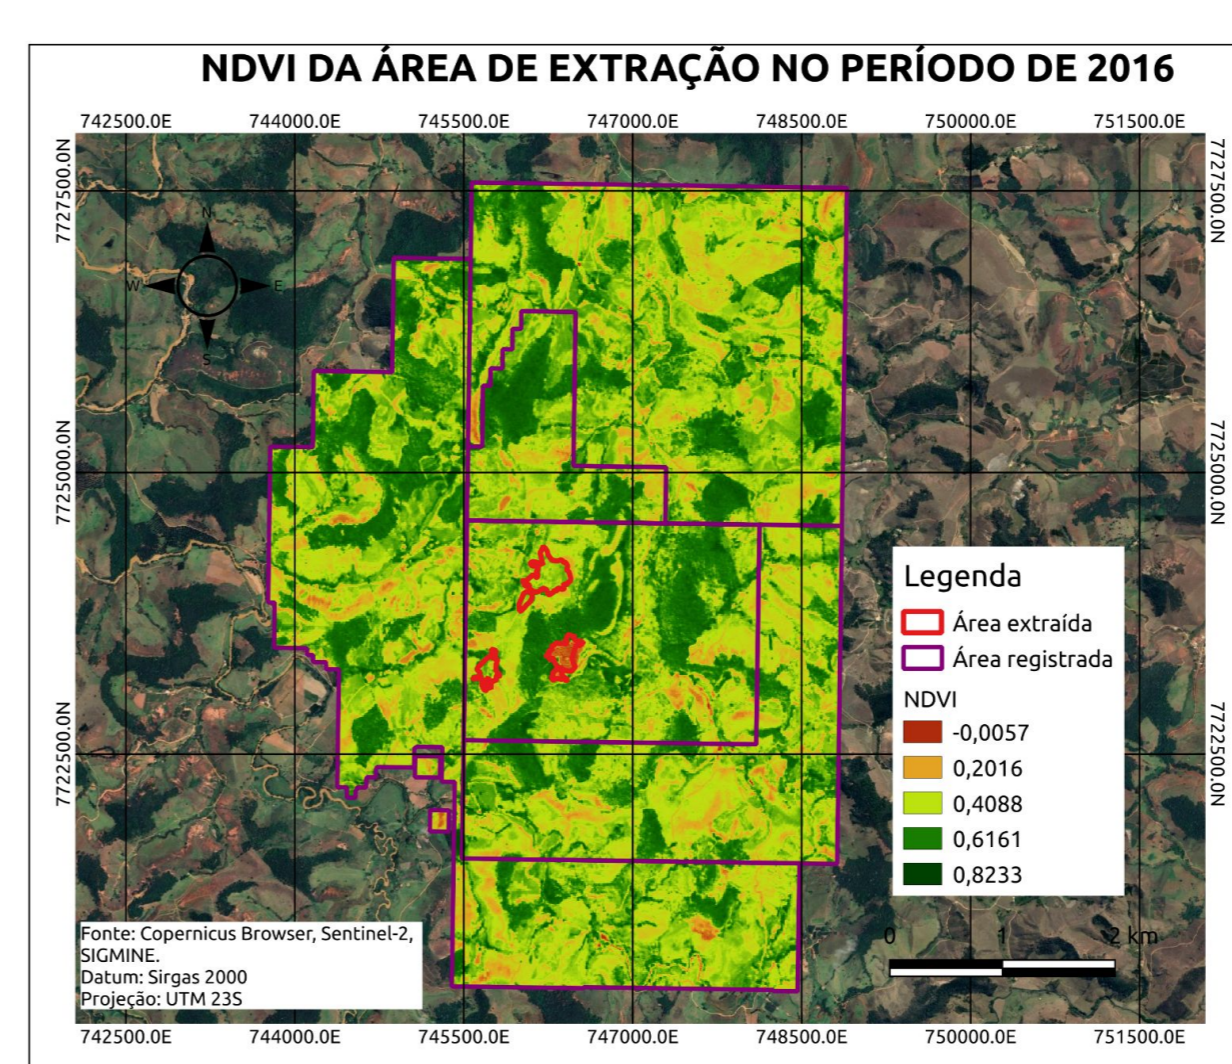 NDVI DA ÁREA DE EXTRAÇÃO NO PERÍODO DE 2016
742500.0E 744000.0E 745500.0E 747000.0E 748500.0E 750000.0E 751500.0E
7727500.0N
7727500.0N
N
W E
S
7725000.0N
7725000.0N
Legenda
Área extraída
Área registrada
NDVI
-0,0057
0,2016
0,4088
0,6161
0,8233
7722500.0N
7722500.0N
Fonte: Copernicus Browser, Sentinel-2,
SIGMINE.
Datum: Sirgas 2000
Projeção: UTM 23S
0 1 2 km
742500.0E 744000.0E 745500.0E 747000.0E 748500.0E 750000.0E 751500.0E